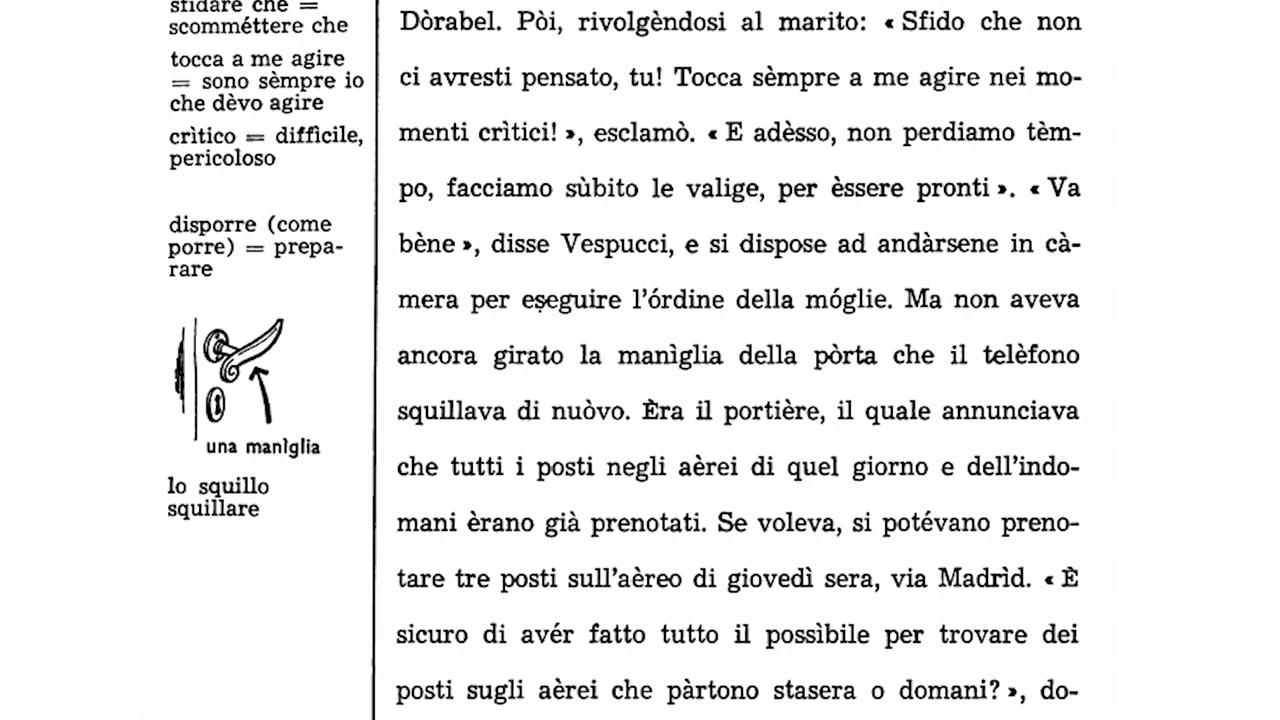 sfidare che =
scomméttere che
tocca a me agire
= sono sèmpre io
che dèvo agire
crìtico = diffìcile,
pericoloso
disporre (come
porre) = prepa-
rare
una manìglia
lo squillo
squillare
Dòrabel. Pòi, rivolgèndosi al marito: « Sfido che non
ci avresti pensato, tu! Tocca sèmpre a me agire nei mo-
menti crìtici! », esclamò. « E adèsso, non perdiamo tèm-
po, facciamo sùbito le valige, per èssere pronti ». « Va
bène », disse Vespucci, e si dispose ad andàrsene in cà-
mera per eṣeguire l'órdine della móglie. Ma non aveva
ancora girato la manìglia della pòrta che il telèfono
squillava di nuòvo. Èra il portière, il quale annunciava
che tutti i posti negli aèrei di quel giorno e dell'indo-
mani èrano già prenotati. Se voleva, si potévano preno-
tare tre posti sull'aèreo di giovedì sera, via Madrìd. « È
sicuro di avér fatto tutto il possìbile per trovare dei
posti sugli aèrei che pàrtono stasera o domani? », do-